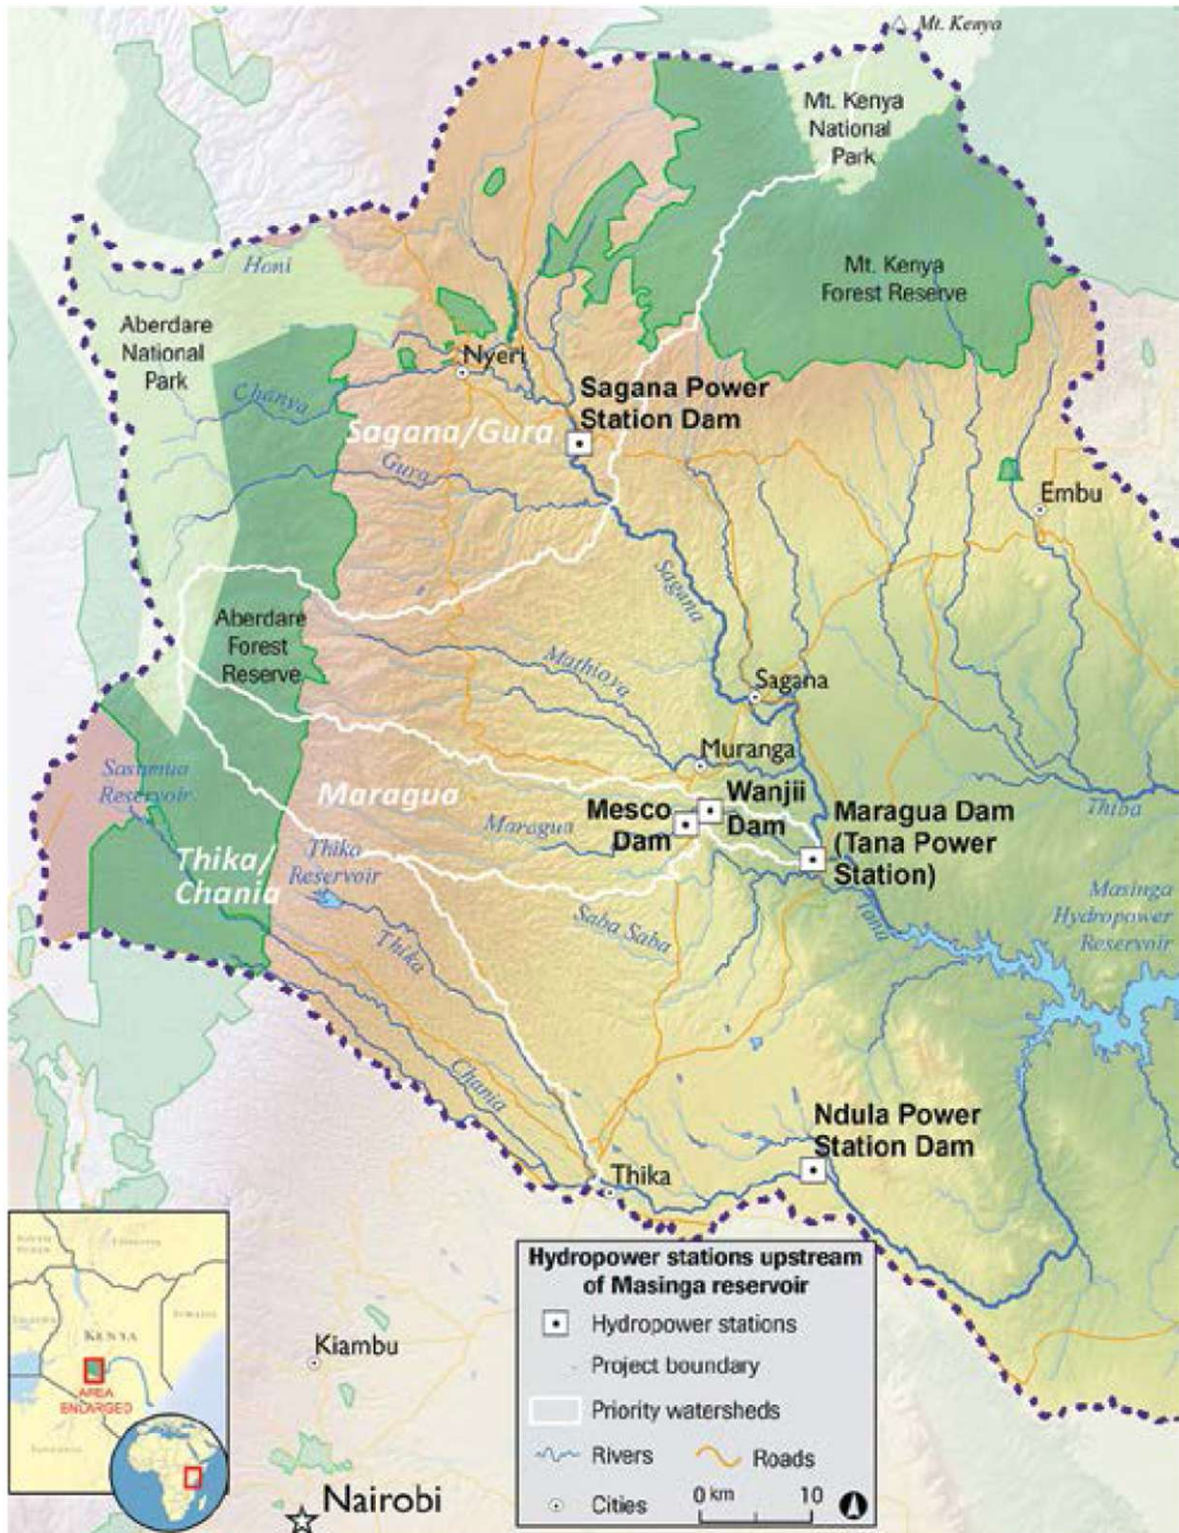 Mt. Kenya
Mt. Kenya
National
Park
Mt. Kenya
Forest Reserve
Honi
Aberdare
National
Park
Nyeri
Chanya
Sagana Power
Station Dam
Sagana/Gura
Gura
Embu
Sagana
Aberdare
Forest
Reserve
Mathioya
Sagana
Muranga
Sasumua
Reservoir
Maragua
Mesco
Dam
Wanjii
Dam
Maragua
Maragua Dam
(Tana Power
Station)
Thiba
Thika/
Chania
Thika
Reservoir
Masinga
Hydropower
Reservoir
Saba Saba
Tana
Thika
Chania
Ndula Power
Station Dam
Thika
Kiambu
Nairobi
KENYA
AREA
ENLARGED
Hydropower stations upstream
of Masinga reservoir
Hydropower stations
Project boundary
Priority watersheds
Rivers
Roads
Cities
0 km 10